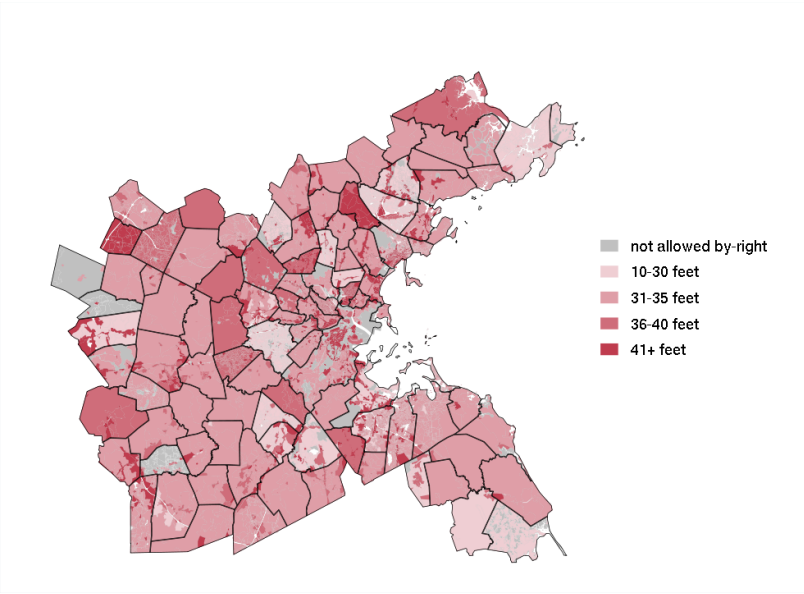 not allowed by-right
10-30 feet
31-35 feet
36-40 feet
41+ feet